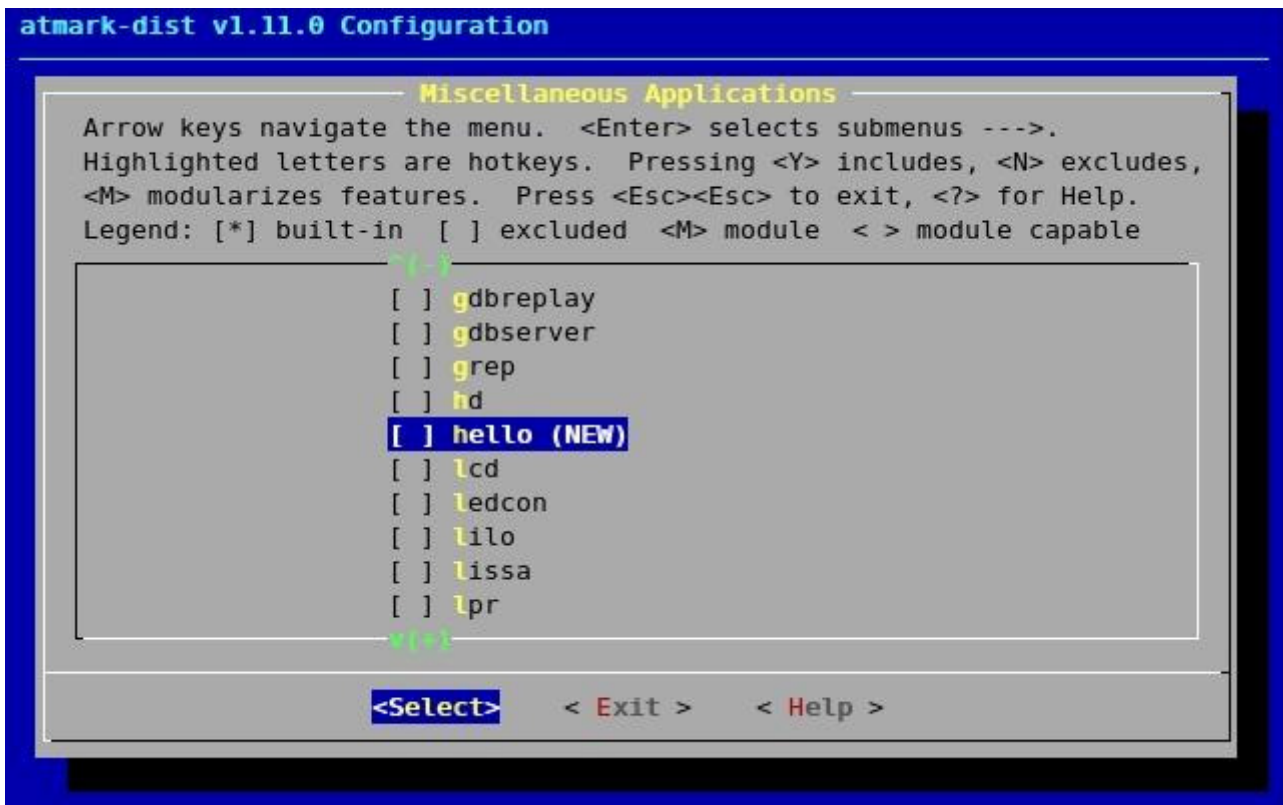 atmark-dist v1.11.0 Configuration
Miscellaneous Applications
Arrow keys navigate the menu.  <Enter> selects submenus --->.
Highlighted letters are hotkeys.  Pressing <Y> includes, <N> excludes,
<M> modularizes features.  Press <Esc><Esc> to exit, <?> for Help.
Legend: [*] built-in  [ ] excluded  <M> module  < > module capable
^(-)
[ ] gdbreplay
[ ] gdbserver
[ ] grep
[ ] hd
[ ] hello (NEW)
[ ] lcd
[ ] ledcon
[ ] lilo
[ ] lissa
[ ] lpr
v(+)
<Select>    < Exit >    < Help >